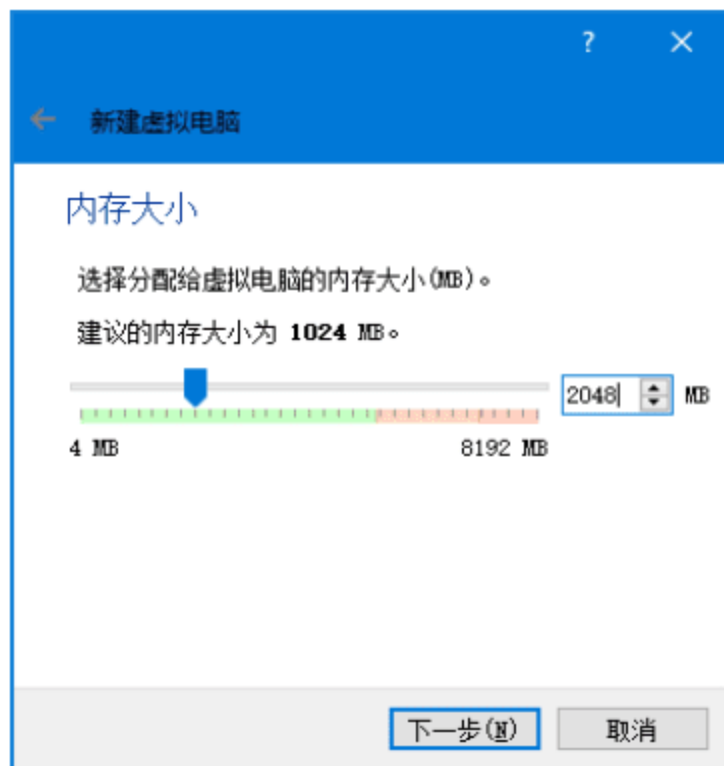 ?
新建虚拟电脑
内存大小
选择分配给虚拟电脑的内存大小(MB)。
建议的内存大小为 1024 MB。
2048 MB
4 MB 8192 MB
下一步(N) 取消